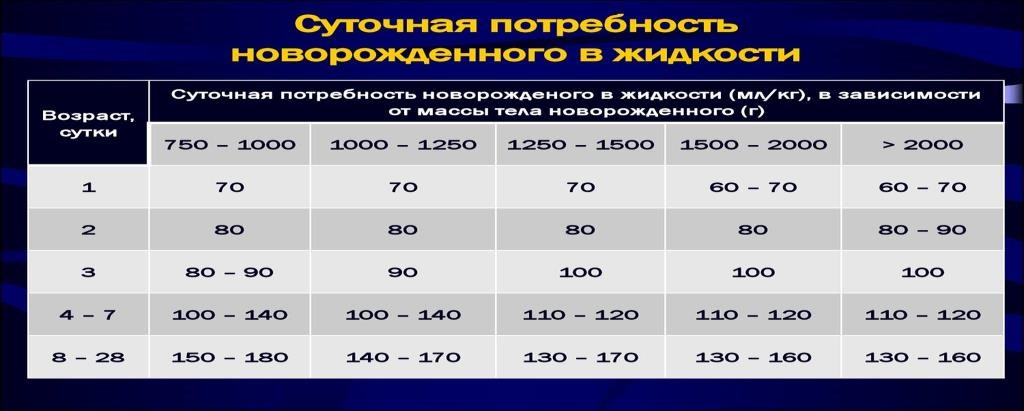 Суточная потребность
новорожденного в жидкости
Возраст, сутки
Суточная потребность новорожденого в жидкости (мл/кг), в зависимости
от массы тела новорожденного (г)
750 – 1000 1000 – 1250 1250 – 1500 1500 – 2000 > 2000
1 70 70 70 60 – 70 60 – 70
2 80 80 80 80 80 – 90
3 80 – 90 90 100 100 100
4 – 7 100 – 140 100 – 140 110 – 120 110 – 120 110 – 120
8 – 28 150 – 180 140 – 170 130 – 170 130 – 160 130 – 160